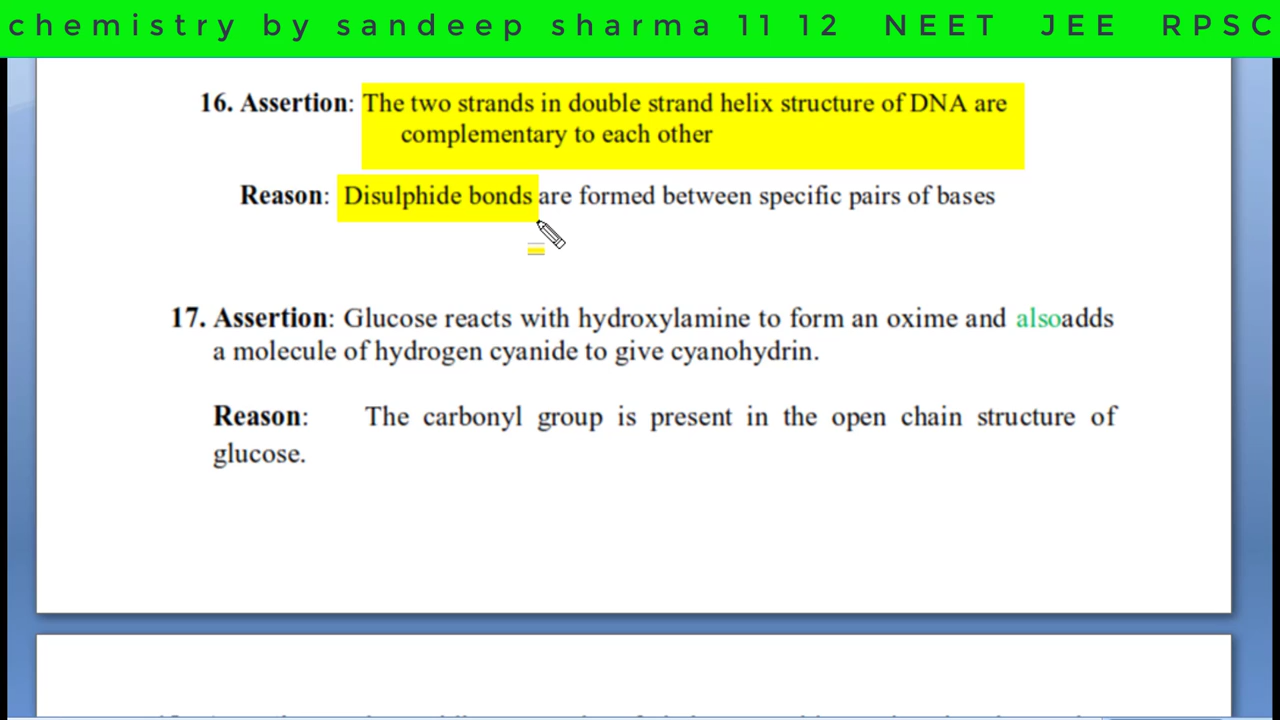 chemistry by sandeep sharma 11 12 NEET JEE RPSC
16. Assertion: The two strands in double strand helix structure of DNA are
complementary to each other
Reason: Disulphide bonds are formed between specific pairs of bases
17. Assertion: Glucose reacts with hydroxylamine to form an oxime and alsoadds
a molecule of hydrogen cyanide to give cyanohydrin.
Reason: The carbonyl group is present in the open chain structure of
glucose.